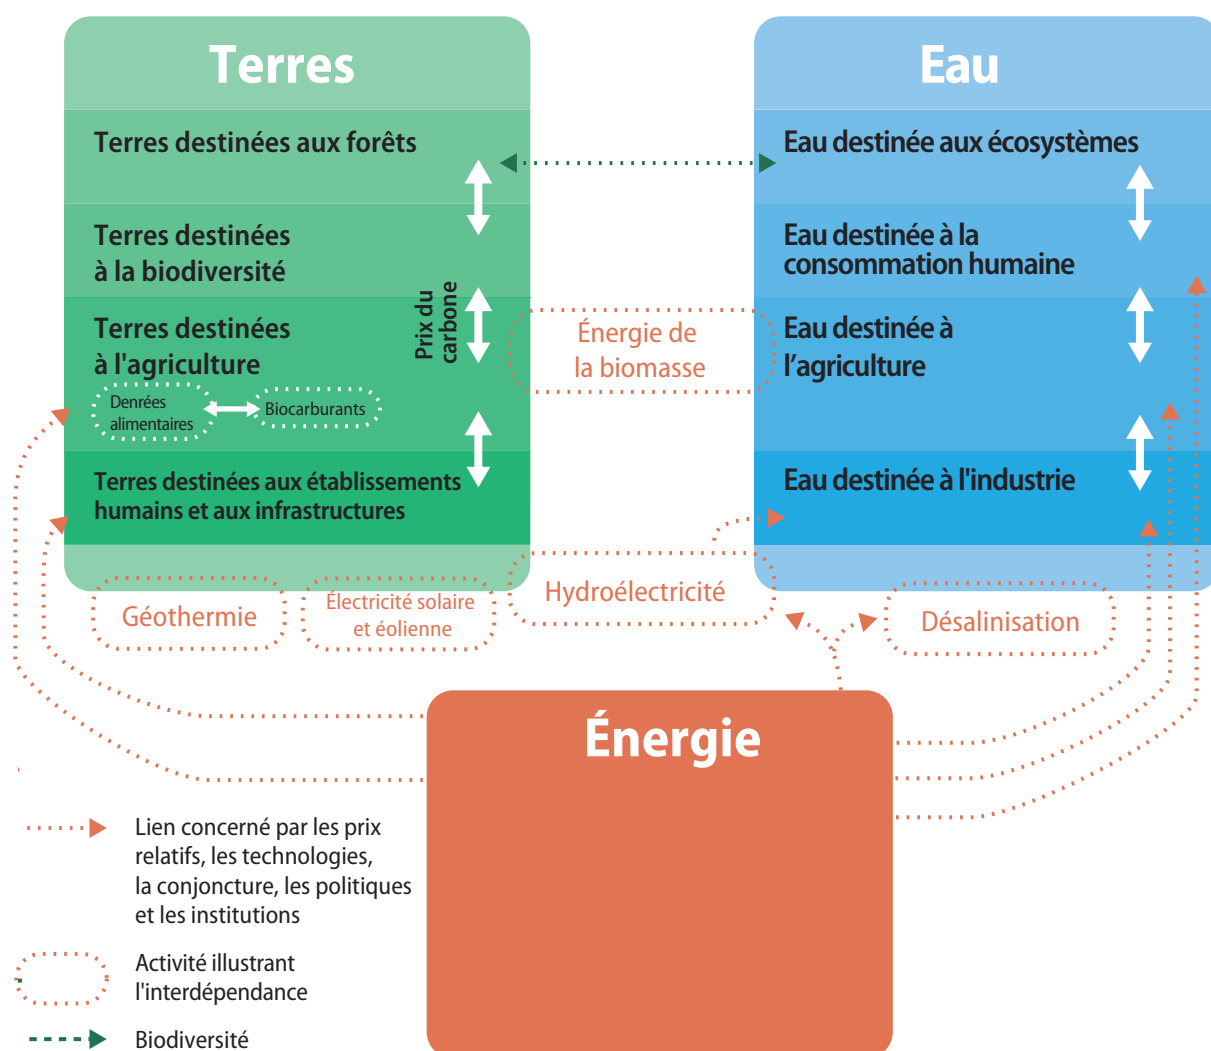 Terres
Terres destinées aux forêts
Terres destinées
à la biodiversité
Terres destinées
à l'agriculture
Prix du
carbone
Denrées
alimentaires
Biocarburants
Terres destinées aux établissements
humains et aux infrastructures
Eau
Eau destinée aux écosystèmes
Eau destinée à la
consommation humaine
Eau destinée à
l’agriculture
Eau destinée à l'industrie
Énergie de
la biomasse
Géothermie
Électricité solaire
et éolienne
Hydroélectricité
Désalinisation
Énergie
Lien concerné par les prix
relatifs, les technologies,
la conjoncture, les politiques
et les institutions
Activité illustrant
l'interdépendance
Biodiversité